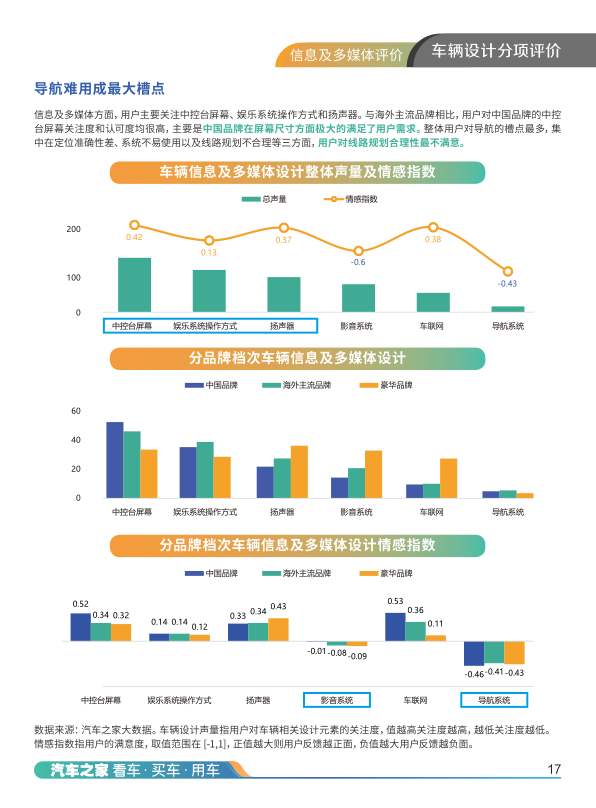 信息及多媒体评价
车辆设计分项评价
导航难用成最大槽点
信息及多媒体方面，用户主要关注中控台屏幕、娱乐系统操作方式和扬声器。与海外主流品牌相比，用户对中国品牌的中控
台屏幕关注度和认可度均很高，主要是中国品牌在屏幕尺寸方面极大的满足了用户需求。整体用户对导航的槽点最多，集
中在定位准确性差、系统不易使用以及线路规划不合理等三方面，用户对线路规划合理性最不满意。
车辆信息及多媒体设计整体声量及情感指数
总声量 情感指数
200
100
0
0.42 0.13 0.37 -0.6 0.38 -0.43
中控台屏幕 娱乐系统操作方式 扬声器 影音系统 车联网 导航系统
分品牌档次车辆信息及多媒体设计
中国品牌 海外主流品牌 豪华品牌
60
40
20
0
中控台屏幕 娱乐系统操作方式 扬声器 影音系统 车联网 导航系统
分品牌档次车辆信息及多媒体设计情感指数
中国品牌 海外主流品牌 豪华品牌
0.52 0.34 0.32 0.14 0.14 0.12 0.33 0.34 0.43 -0.01 -0.08 -0.09 0.53 0.36 0.11 -0.46 -0.41 -0.43
中控台屏幕 娱乐系统操作方式 扬声器 影音系统 车联网 导航系统
数据来源：汽车之家大数据。车辆设计声量指用户对车辆相关设计元素的关注度，值越高关注度越高，越低关注度越低。
情感指数指用户的满意度，取值范围在 [-1,1]，正值越大则用户反馈越正面，负值越大用户反馈越负面。
汽车之家 看车 · 买车 · 用车
17